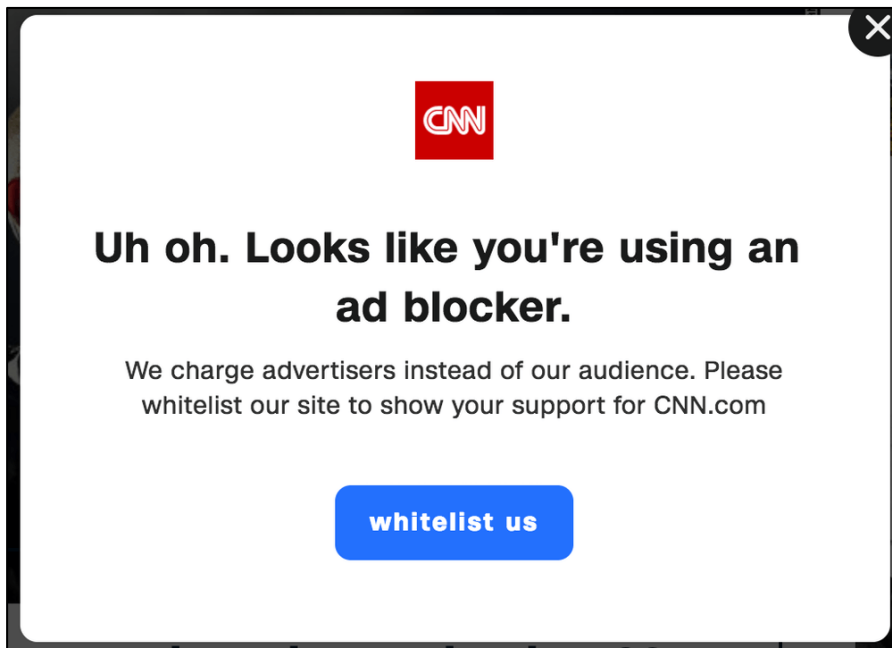 CNN
Uh oh. Looks like you're using an
ad blocker.
We charge advertisers instead of our audience. Please
whitelist our site to show your support for CNN.com
whitelist us